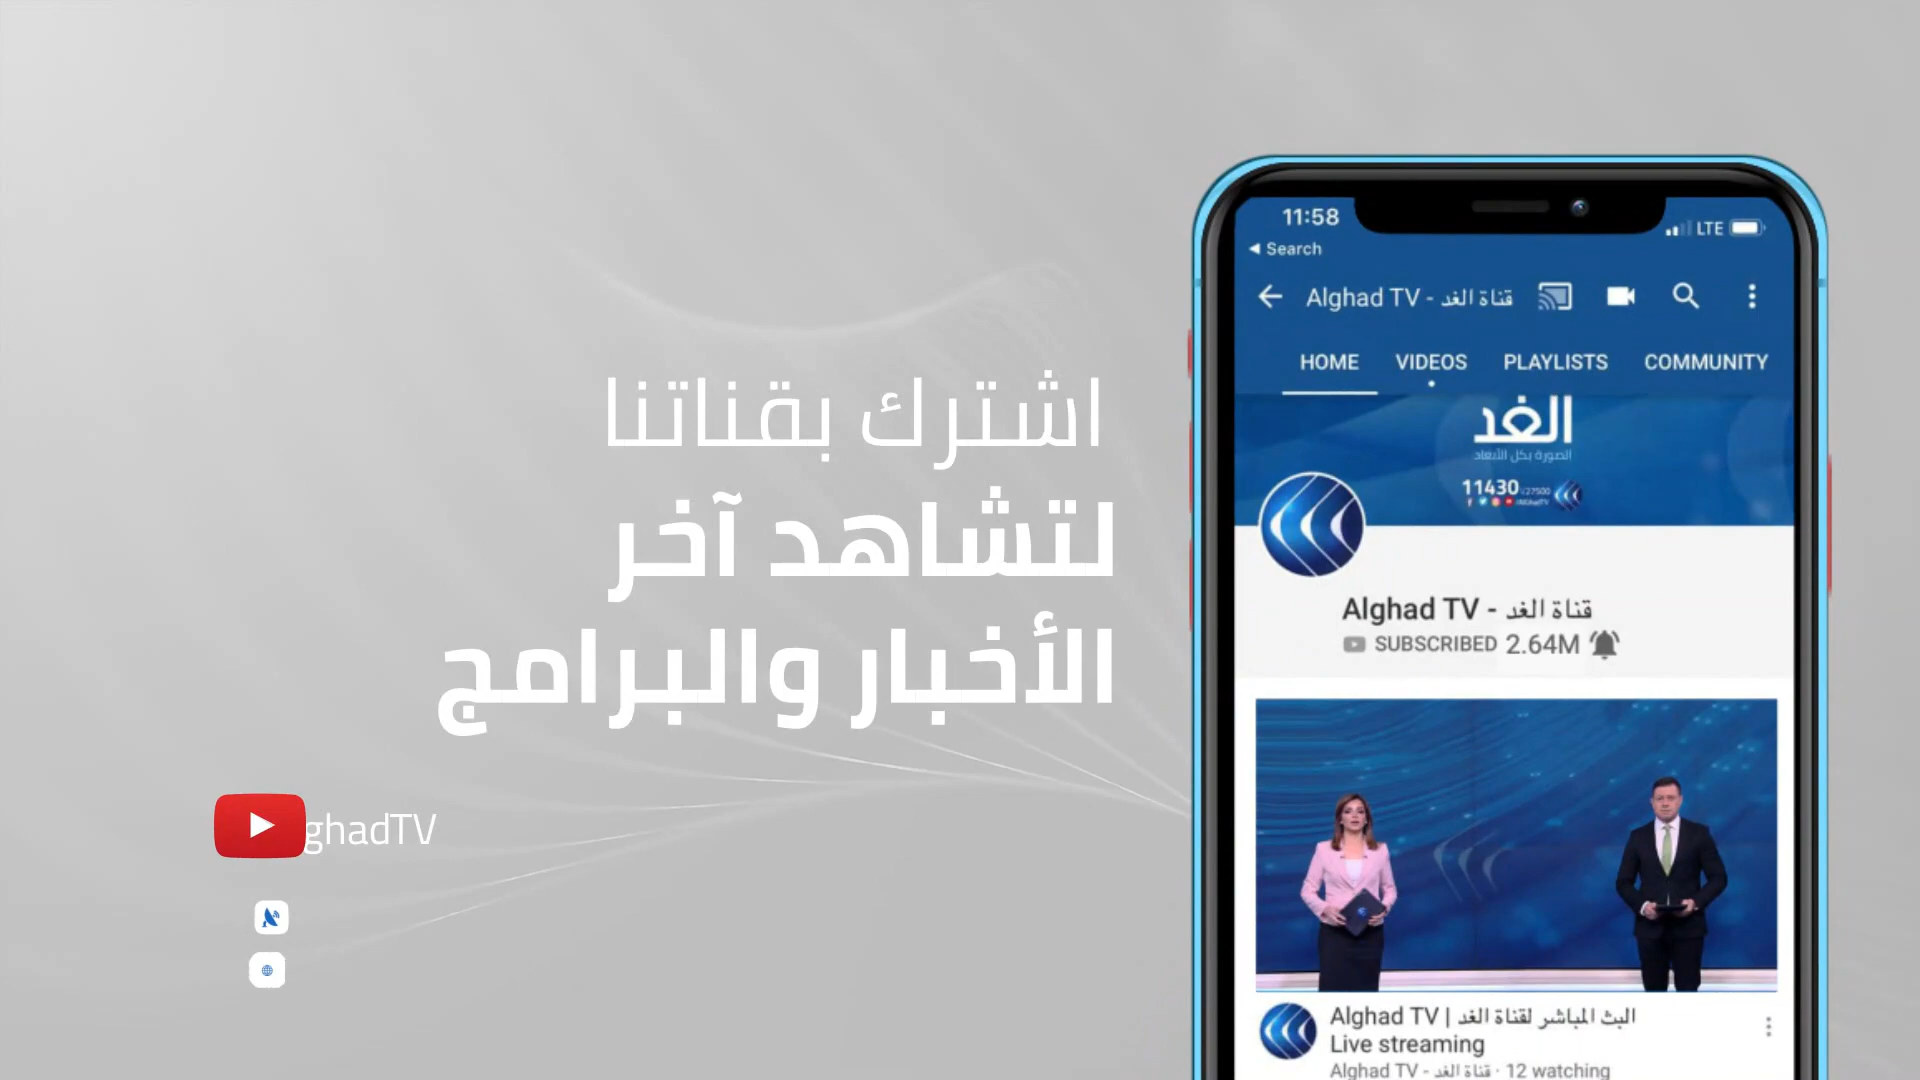 اشترك بقناتنا
لتشاهد آخر
الأخبار والبرامج
ghadTV
11:58
LTE
Search
Alghad TV - قناة الغد
HOME VIDEOS PLAYLISTS COMMUNITY
الغد
الصورة بكل الأبعاد
11430
Alghad TV - قناة الغد
SUBSCRIBED 2.64M
Alghad TV | البث المباشر لقناة الغد
Live streaming
Alghad TV - قناة الغد · 12 watching